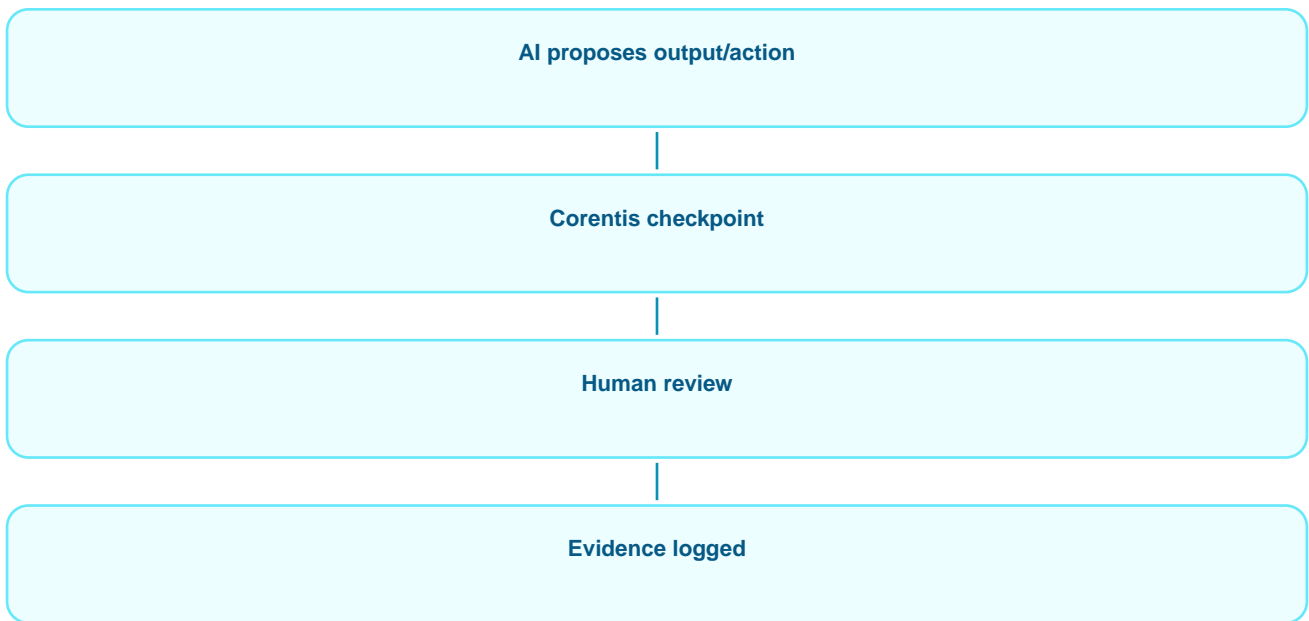 AI proposes output/action
Corentis checkpoint
Human review
Evidence logged